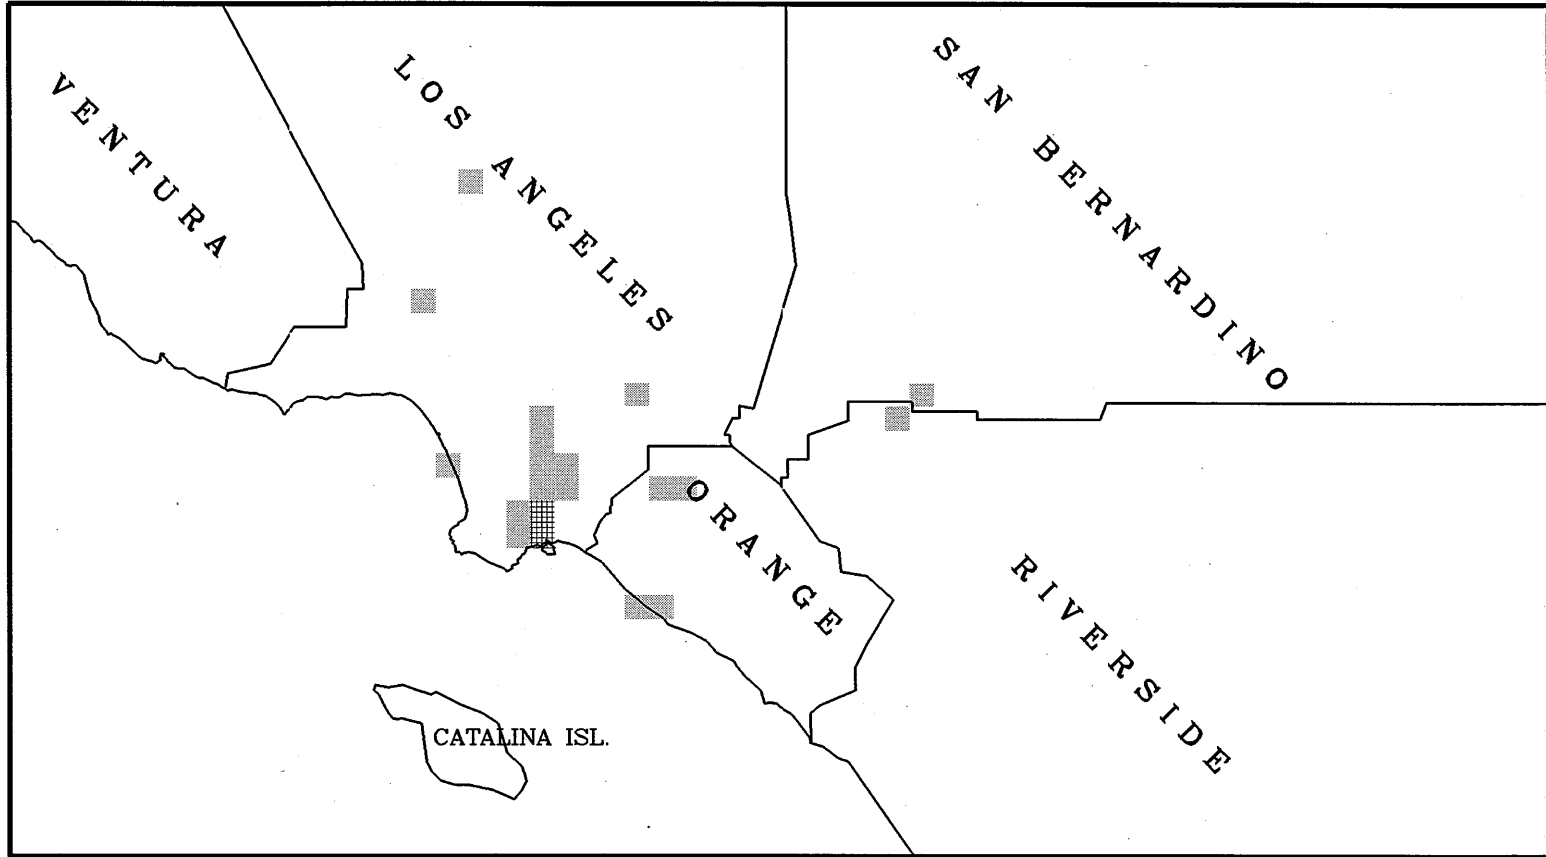 VENTURA
LOS ANGELES
SAN BERNARDINO
ORANGE
RIVERSIDE
CATALINA ISL.